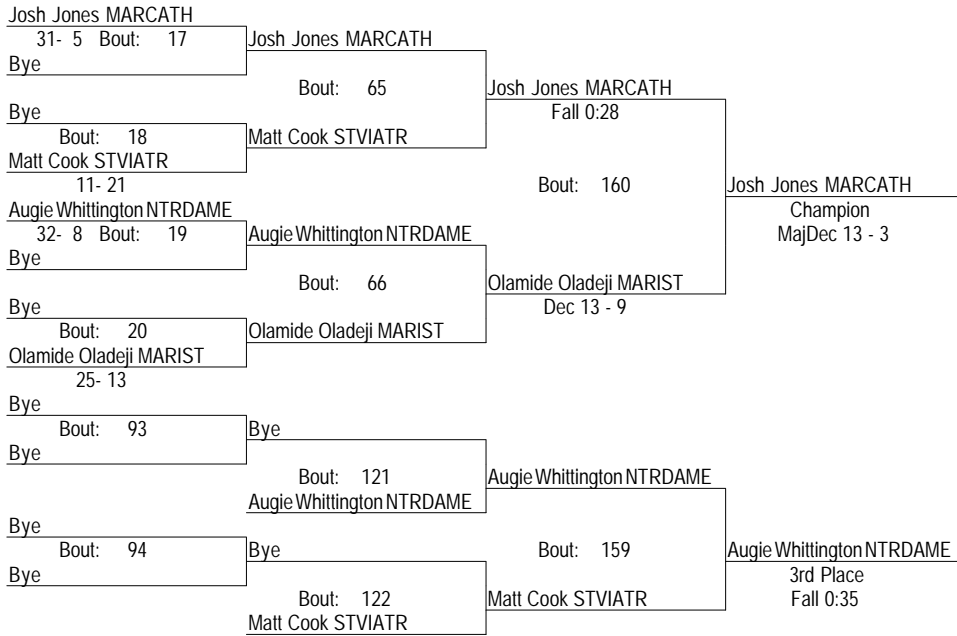 Josh Jones MARCATH
31- 5 Bout: 17
Josh Jones MARCATH
Bye
Bout: 65
Josh Jones MARCATH
Bye
Fall 0:28
Bout: 18
Matt Cook STVIATR
Matt Cook STVIATR
11- 21
Bout: 160
Josh Jones MARCATH
Augie Whittington NTRDAME
Champion
32- 8 Bout: 19
Augie Whittington NTRDAME
MajDec 13 - 3
Bye
Bout: 66
Olamide Oladeji MARIST
Bye
Dec 13 - 9
Bout: 20
Olamide Oladeji MARIST
Olamide Oladeji MARIST
25- 13
Bye
Bout: 93
Bye
Bye
Bout: 121
Augie Whittington NTRDAME
Augie Whittington NTRDAME
Bye
Bout: 94
Bye
Bout: 159
Augie Whittington NTRDAME
Bye
3rd Place
Bout: 122
Matt Cook STVIATR
Fall 0:35
Matt Cook STVIATR